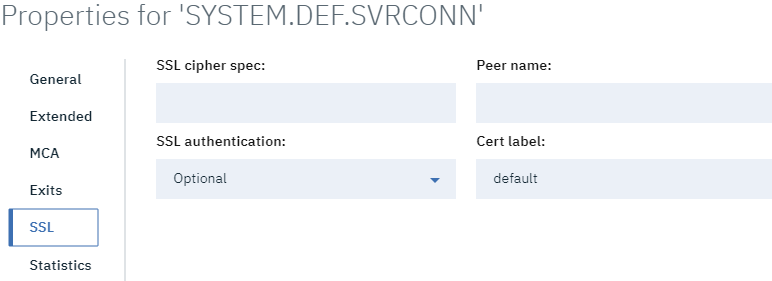 Properties for 'SYSTEM.DEF.SVRCONN'
General
Extended
MCA
Exits
SSL
Statistics
SSL cipher spec:
Peer name:
SSL authentication:
Cert label:
Optional
default